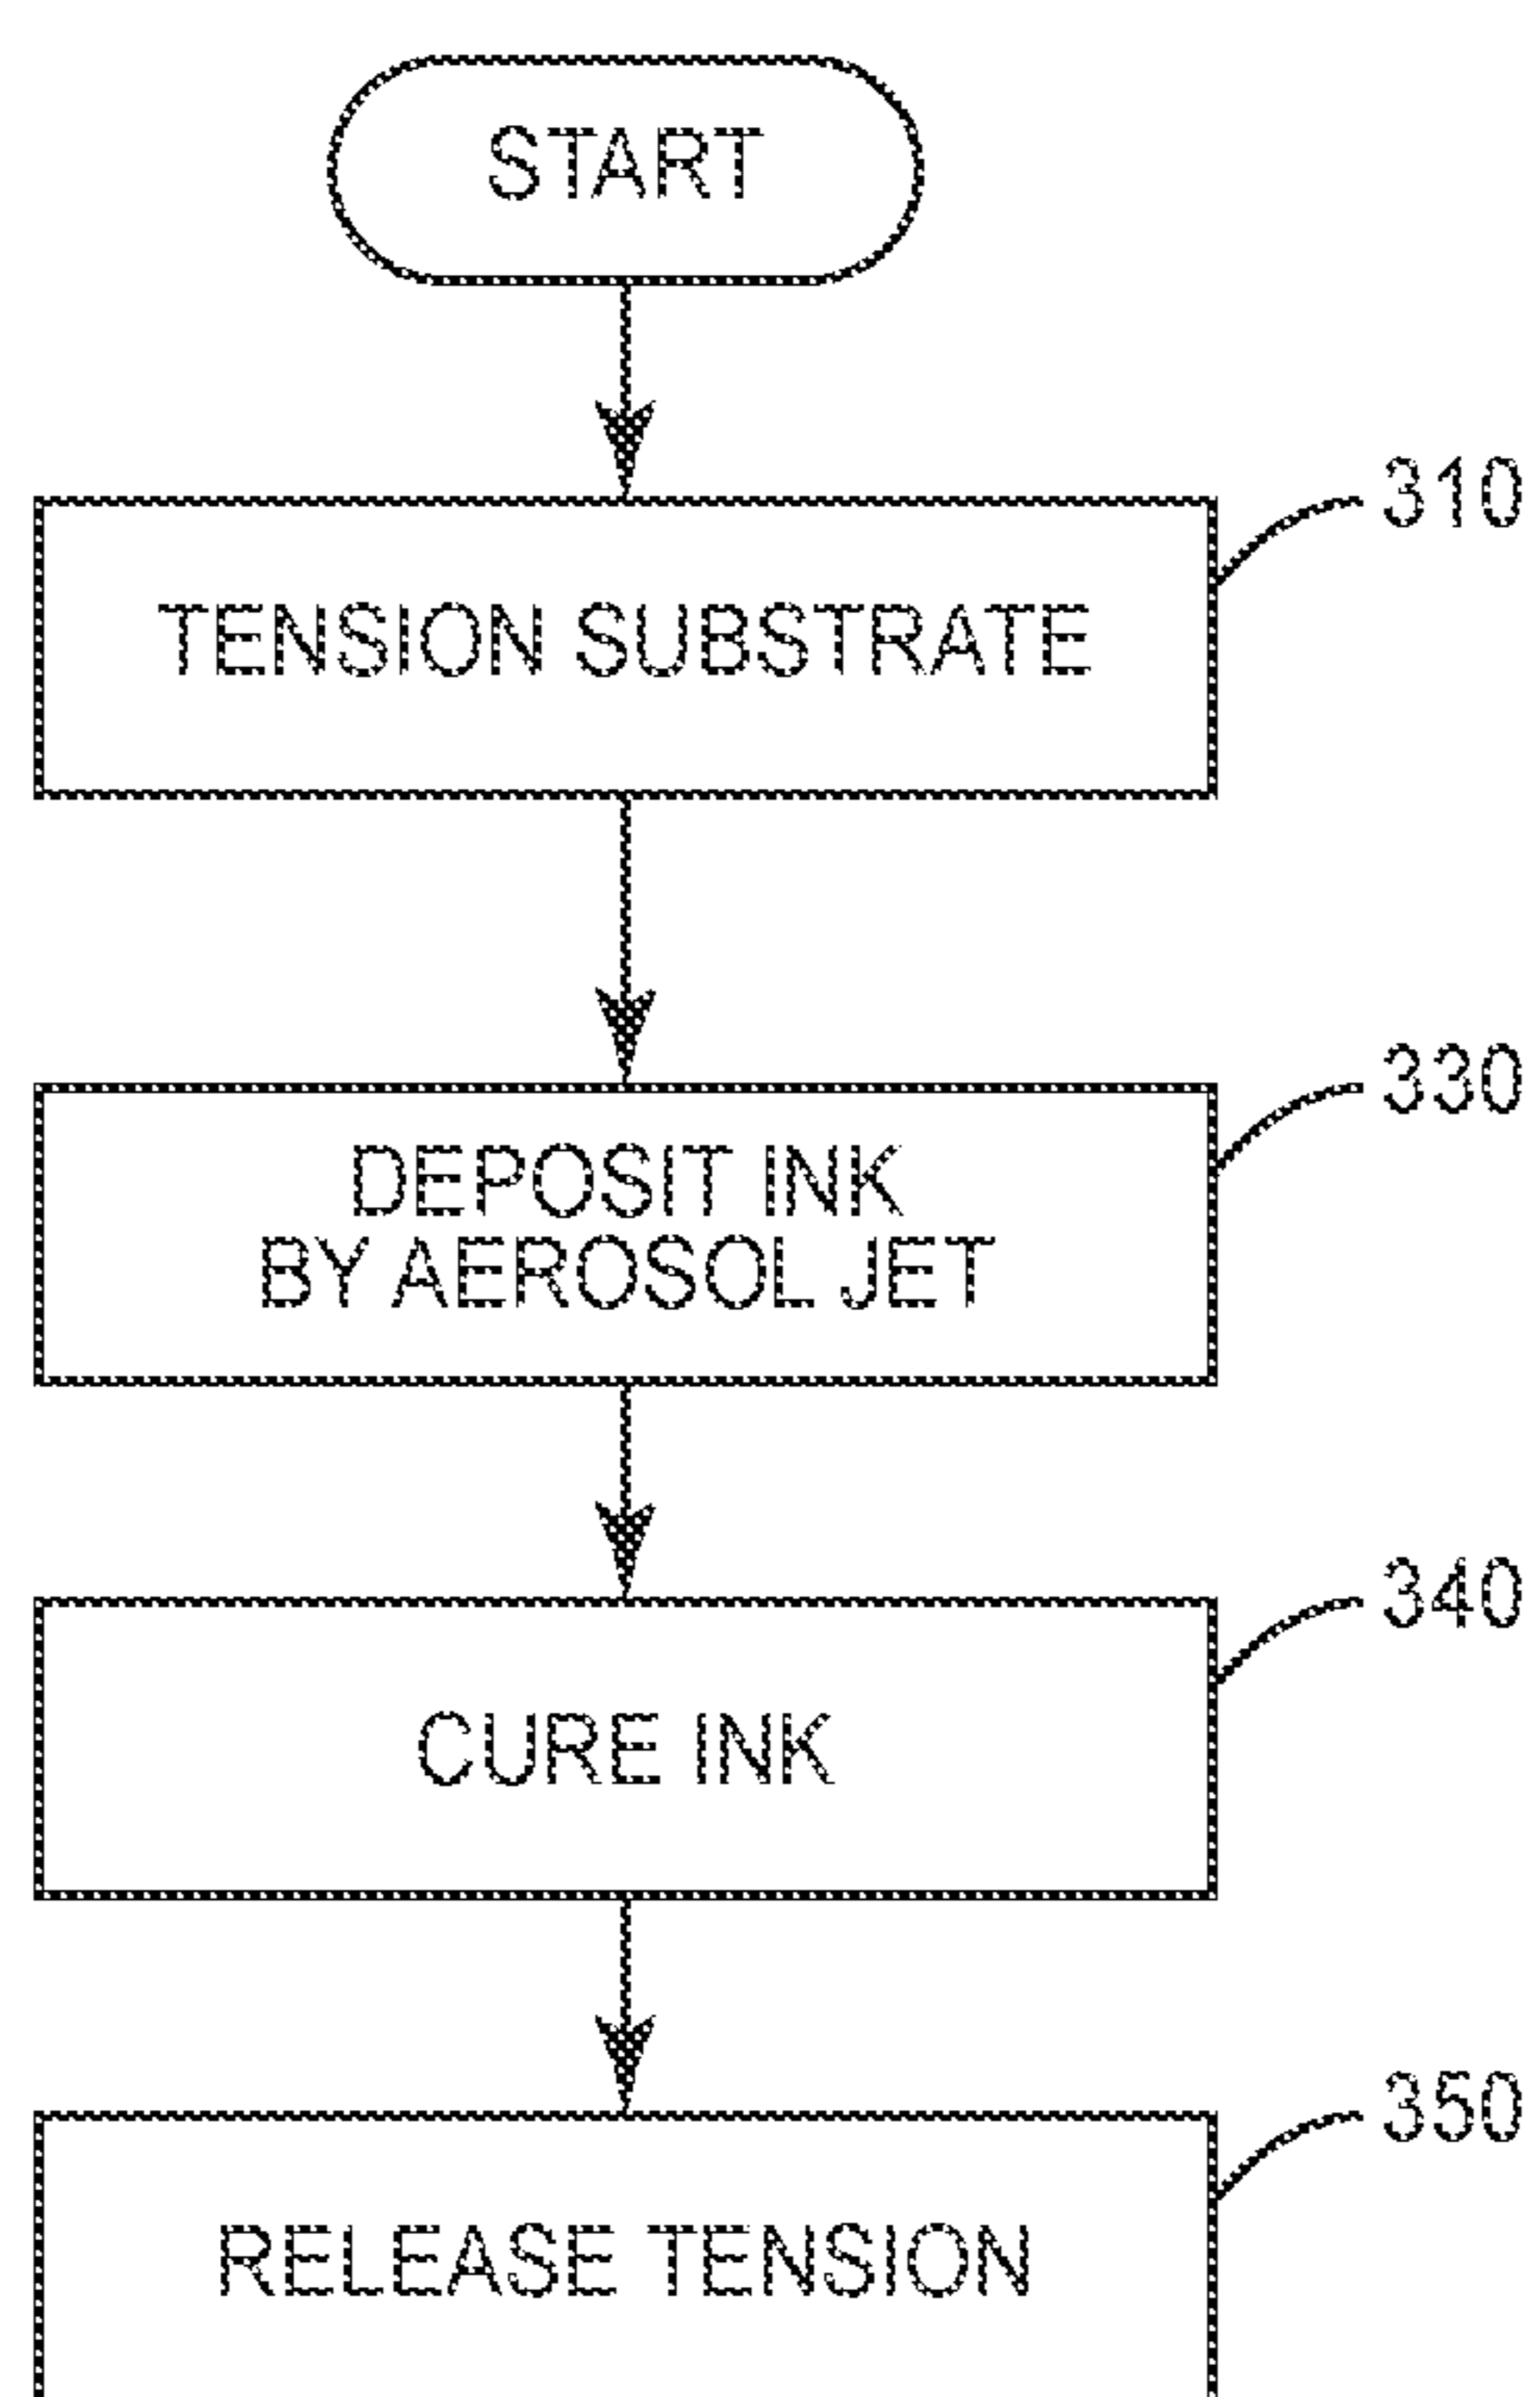 START
310
TENSION SUBSTRATE
330
DEPOSIT INK
BY AEROSOL JET
340
CURE INK
350
RELEASE TENSION